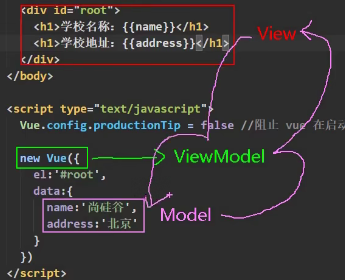 <div id="root">
<h1>学校名称：{{name}}</h1>
<h1>学校地址：{{address}}</h1>
</div>
</body>
View
<script type="text/javascript">
Vue.config.productionTip = false //阻止 vue 在启动
new Vue({
ViewModel
el:'#root',
data:{
name:'尚硅谷',
Model
address:'北京'
}
})
</script>